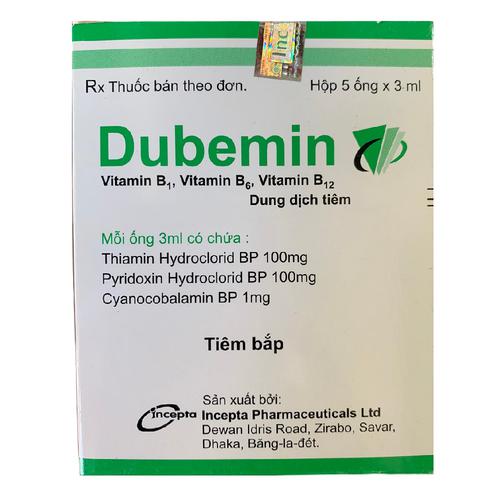 Inc
Rx Thuốc bán theo đơn.
Hộp 5 ống x 3 ml
Dubemin
Vitamin B₁, Vitamin B₆, Vitamin B₁₂
Dung dịch tiêm
Mỗi ống 3ml có chứa :
Thiamin Hydroclorid BP 100mg
Pyridoxin Hydroclorid BP 100mg
Cyanocobalamin BP 1mg
Tiêm bắp
Sản xuất bởi:
incepta
Incepta Pharmaceuticals Ltd
Dewan Idris Road, Zirabo, Savar,
Dhaka, Băng-la-đét.